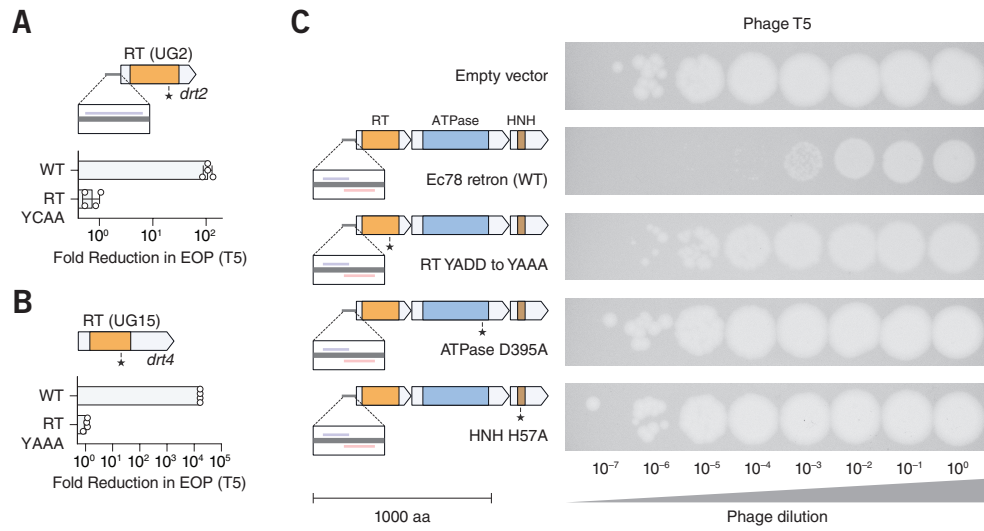 A
RT (UG2)
drt2
WT
RT
YCAA
10⁰ 10¹ 10²
Fold Reduction in EOP (T5)
B
RT (UG15)
drt4
WT
RT
YAAA
10⁰ 10¹ 10² 10³ 10⁴ 10⁵
Fold Reduction in EOP (T5)
C
Phage T5
Empty vector
RT ATPase HNH
Ec78 retron (WT)
RT YADD to YAAA
ATPase D395A
HNH H57A
1000 aa
10⁻⁷ 10⁻⁶ 10⁻⁵ 10⁻⁴ 10⁻³ 10⁻² 10⁻¹ 10⁰
Phage dilution